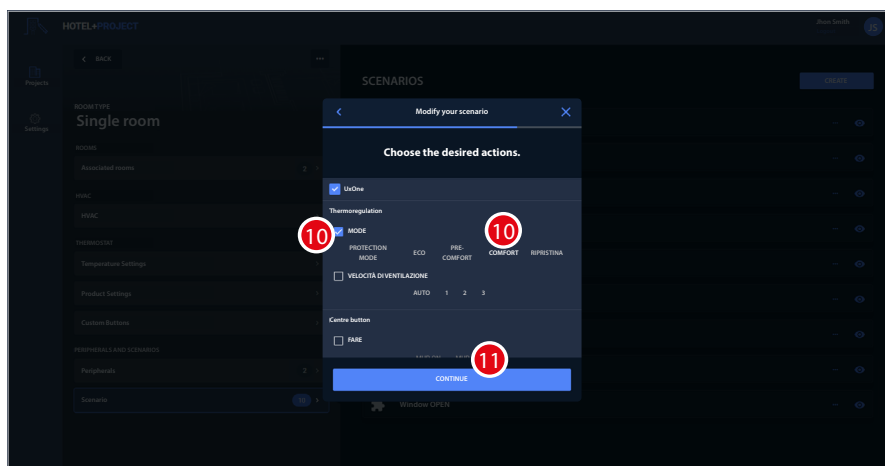 HOTEL+PROJECT
Jhon Smith
JS
BACK
Projects
SCENARIOS
CREATE
ROOM TYPE
Single room
Settings
Modify your scenario
ROOMS
Choose the desired actions.
Associated rooms 2
HVAC
UxOne
HVAC
Thermoregulation
10
MODE
10
THERMOSTAT
PROTECTION MODE
ECO
PRE-COMFORT
COMFORT
RIPRISTINA
Temperature Settings
VELOCITÀ DI VENTILAZIONE
Product Settings
AUTO 1 2 3
Custom Buttons
Centre button
FARE
PERIPHERALS AND SCENARIOS
Peripherals 2
11
CONTINUE
Scenario 10
Window OPEN